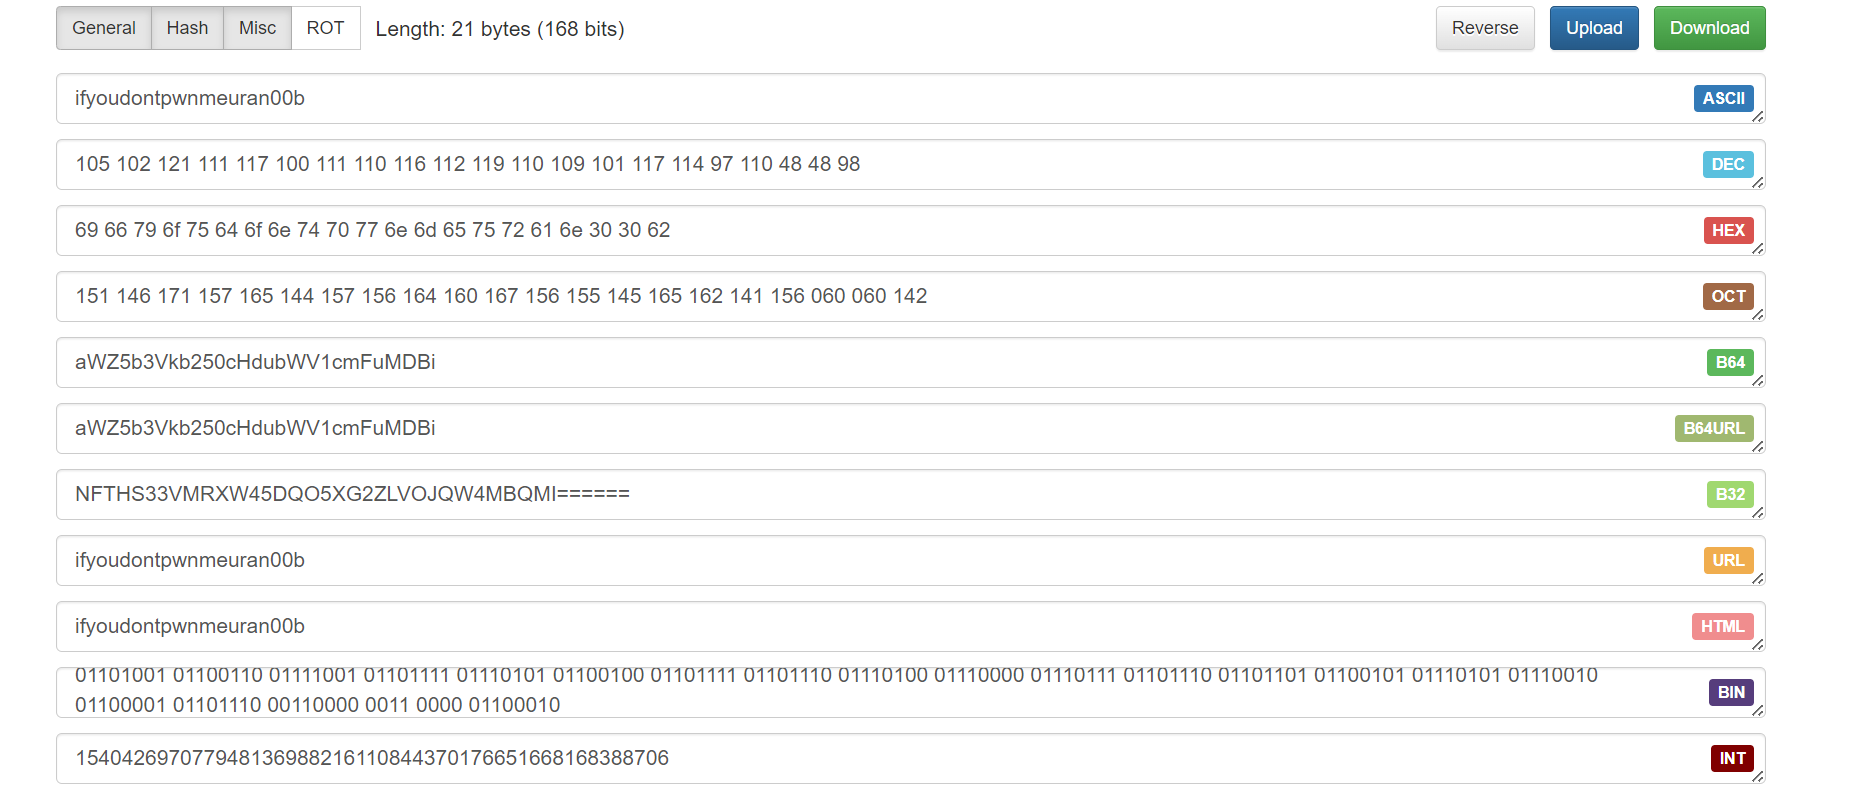 General Hash Misc ROT Length: 21 bytes (168 bits) Reverse Upload Download
ifyoudontpwnmeuran00b ASCII
105 102 121 111 117 100 111 110 116 112 119 110 109 101 117 114 97 110 48 48 98 DEC
69 66 79 6f 75 64 6f 6e 74 70 77 6e 6d 65 75 72 61 6e 30 30 62 HEX
151 146 171 157 165 144 157 156 164 160 167 156 155 145 165 162 141 156 060 060 142 OCT
aWZ5b3Vkb250cHdubWV1cmFuMDBi B64
aWZ5b3Vkb250cHdubWV1cmFuMDBi B64URL
NFTHS33VMRXW45DQO5XG2ZLVOJQW4MBQMI====== B32
ifyoudontpwnmeuran00b URL
ifyoudontpwnmeuran00b HTML
01101001 01100110 01111001 01101111 01110101 01100100 01101111 01101110 01110100 01110000 01110111 01101110 01101101 01100101 01110101 01110010
01100001 01101110 00110000 0011 0000 01100010 BIN
154042697077948136988216110844370176651668168388706 INT